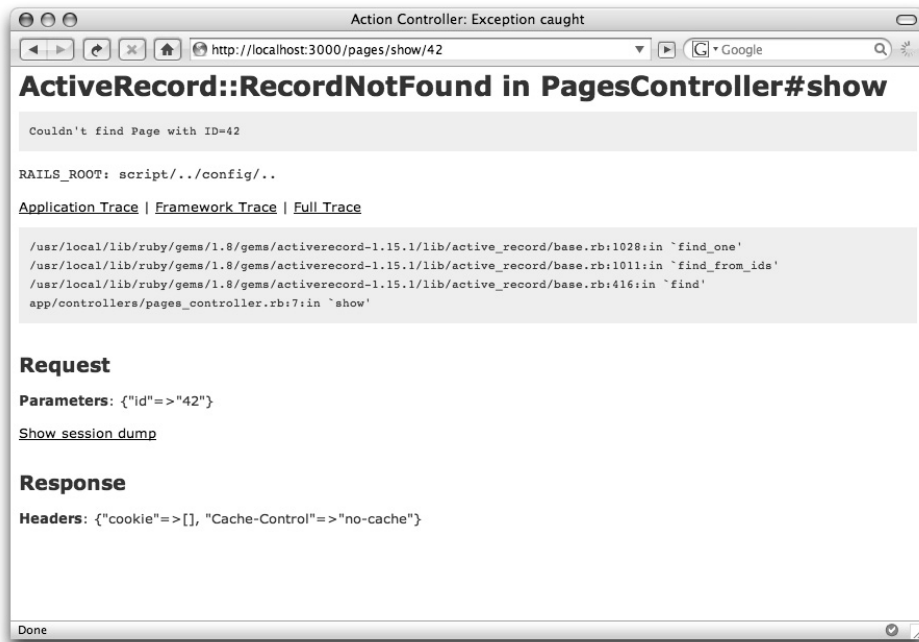 Action Controller: Exception caught
http://localhost:3000/pages/show/42
G Google
ActiveRecord::RecordNotFound in PagesController#show
Couldn't find Page with ID=42
RAILS_ROOT: script/../config/..
Application Trace | Framework Trace | Full Trace
/usr/local/lib/ruby/gems/1.8/gems/activerecord-1.15.1/lib/active_record/base.rb:1028:in `find_one'
/usr/local/lib/ruby/gems/1.8/gems/activerecord-1.15.1/lib/active_record/base.rb:1011:in `find_from_ids'
/usr/local/lib/ruby/gems/1.8/gems/activerecord-1.15.1/lib/active_record/base.rb:416:in `find'
app/controllers/pages_controller.rb:7:in `show'
Request
Parameters: {"id"=>"42"}
Show session dump
Response
Headers: {"cookie"=>[], "Cache-Control"=>"no-cache"}
Done